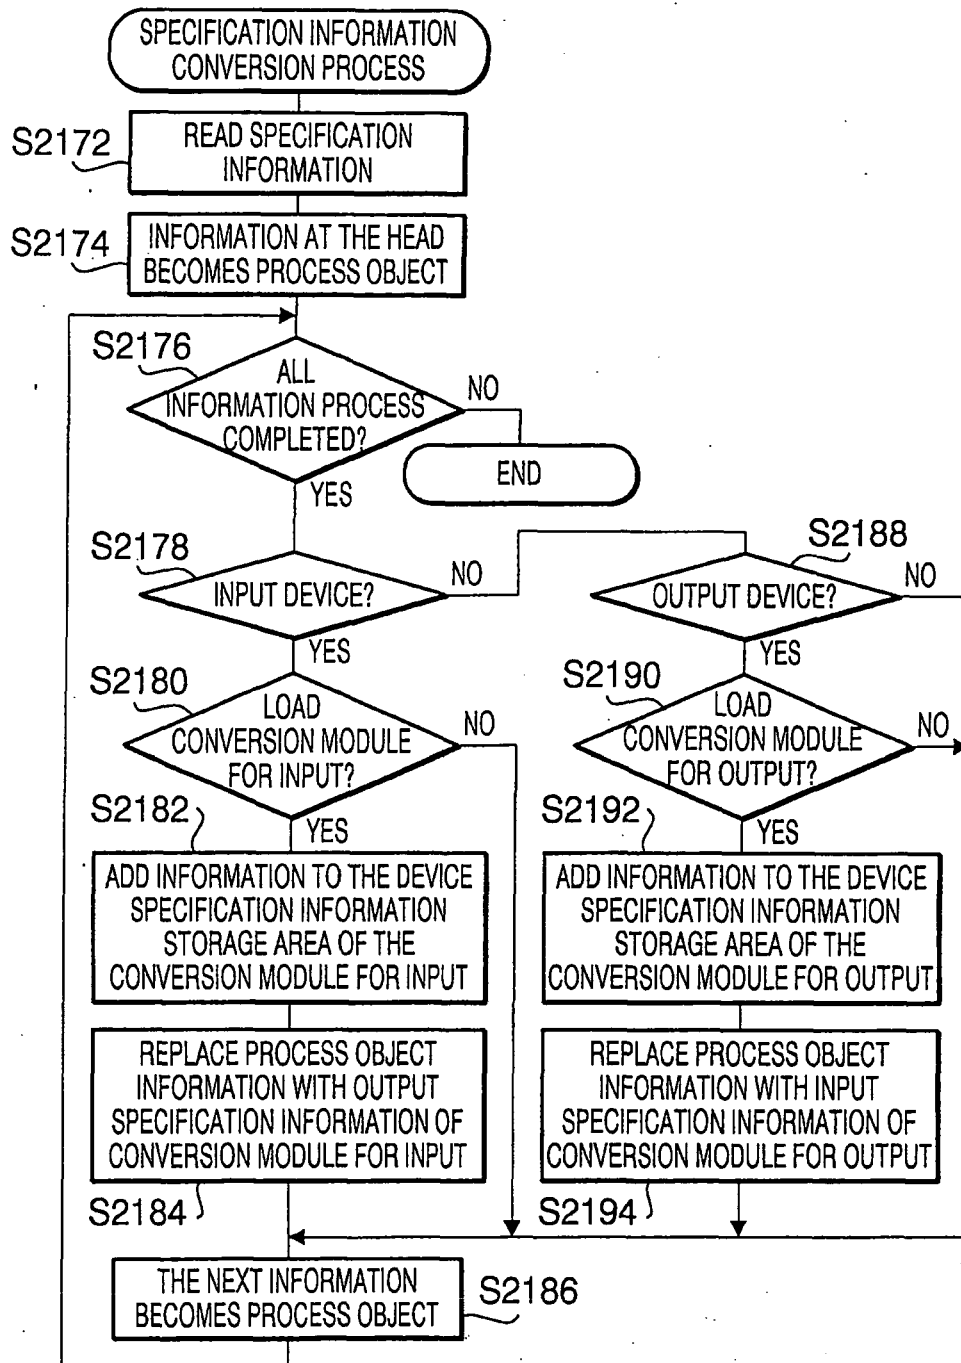 SPECIFICATION INFORMATION
CONVERSION PROCESS
S2172
READ SPECIFICATION
INFORMATION
S2174
INFORMATION AT THE HEAD
BECOMES PROCESS OBJECT
S2176
ALL
INFORMATION PROCESS
COMPLETED?
NO
END
YES
S2178
INPUT DEVICE?
NO
YES
S2188
OUTPUT DEVICE?
NO
YES
S2180
LOAD
CONVERSION MODULE
FOR INPUT?
NO
YES
S2190
LOAD
CONVERSION MODULE
FOR OUTPUT?
NO
YES
S2182
ADD INFORMATION TO THE DEVICE
SPECIFICATION INFORMATION
STORAGE AREA OF THE
CONVERSION MODULE FOR INPUT
S2192
ADD INFORMATION TO THE DEVICE
SPECIFICATION INFORMATION
STORAGE AREA OF THE
CONVERSION MODULE FOR OUTPUT
REPLACE PROCESS OBJECT
INFORMATION WITH OUTPUT
SPECIFICATION INFORMATION OF
CONVERSION MODULE FOR INPUT
S2184
REPLACE PROCESS OBJECT
INFORMATION WITH INPUT
SPECIFICATION INFORMATION OF
CONVERSION MODULE FOR OUTPUT
S2194
THE NEXT INFORMATION
BECOMES PROCESS OBJECT
S2186